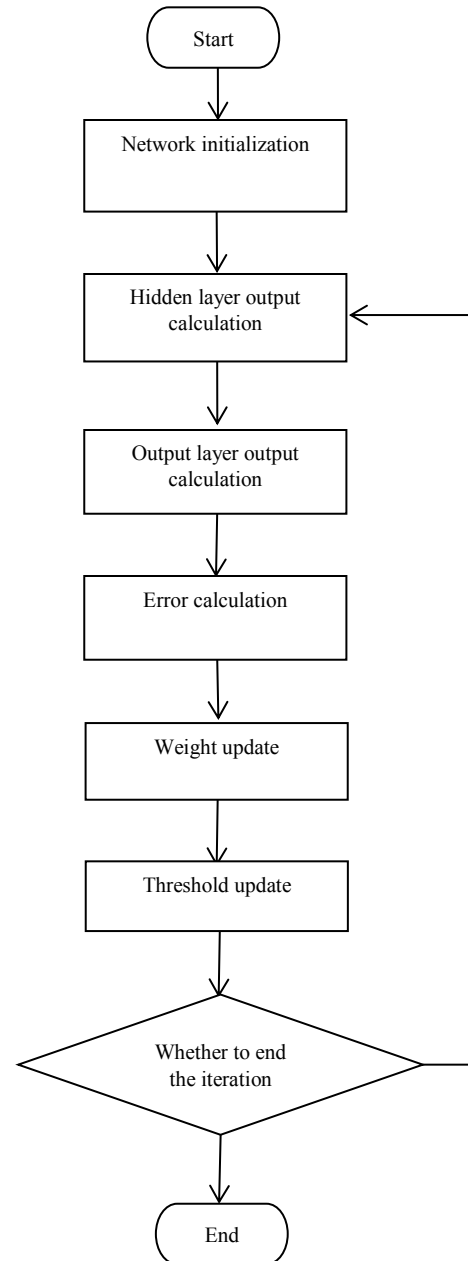 Start
Network initialization
Hidden layer output
calculation
Output layer output
calculation
Error calculation
Weight update
Threshold update
Whether to end
the iteration
End